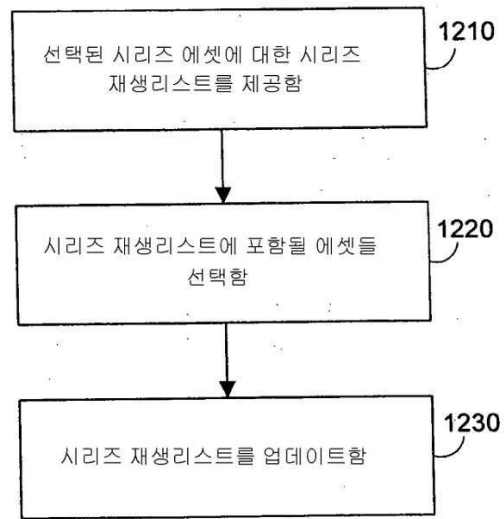 선택된 시리즈 에셋에 대한 시리즈
재생리스트를 제공함
1210
시리즈 재생리스트에 포함될 에셋들
선택함
1220
시리즈 재생리스트를 업데이트함
1230